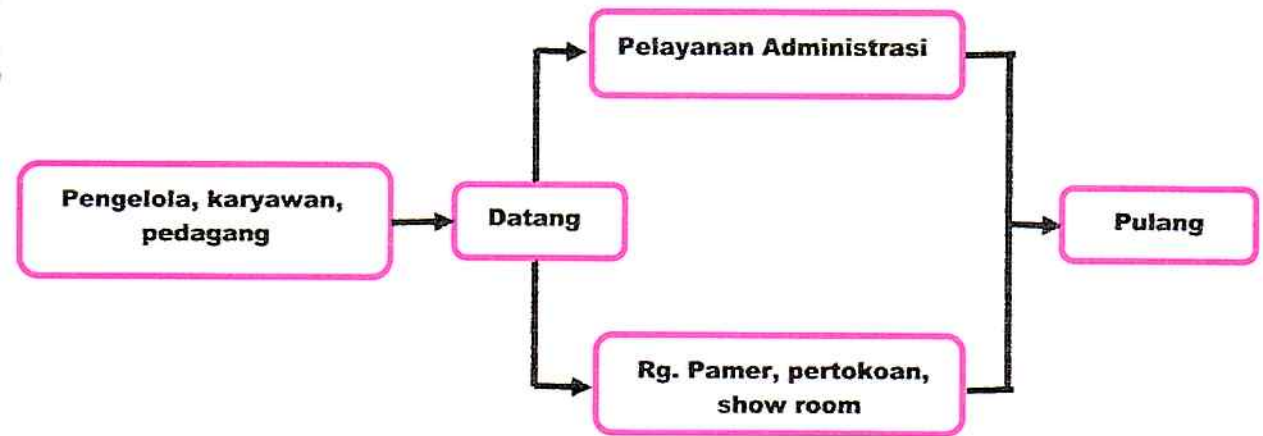 Pelayanan Administrasi
Pengelola, karyawan,
pedagang
Datang
Pulang
Rg. Pamer, pertokoan,
show room